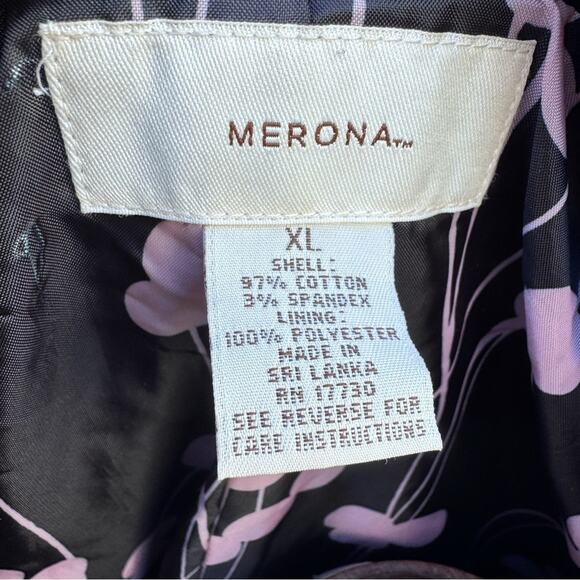 MERONA™
XL
SHELL:
97% COTTON
3% SPANDEX
LINING:
100% POLYESTER
MADE IN
SRI LANKA
RN 17730
SEE REVERSE FOR
CARE INSTRUCTIONS